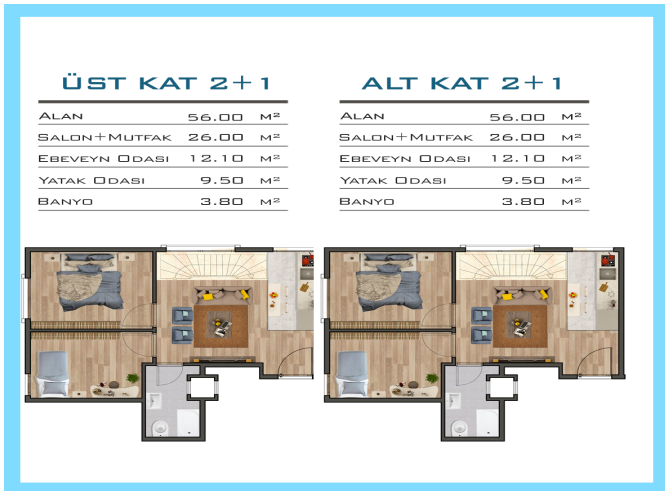 ÜST KAT 2+1
ALAN 56.00 M²
SALON+MUTFAK 26.00 M²
EBEVEYN ODASI 12.10 M²
YATAK ODASI 9.50 M²
BANYO 3.80 M²
ALT KAT 2+1
ALAN 56.00 M²
SALON+MUTFAK 26.00 M²
EBEVEYN ODASI 12.10 M²
YATAK ODASI 9.50 M²
BANYO 3.80 M²